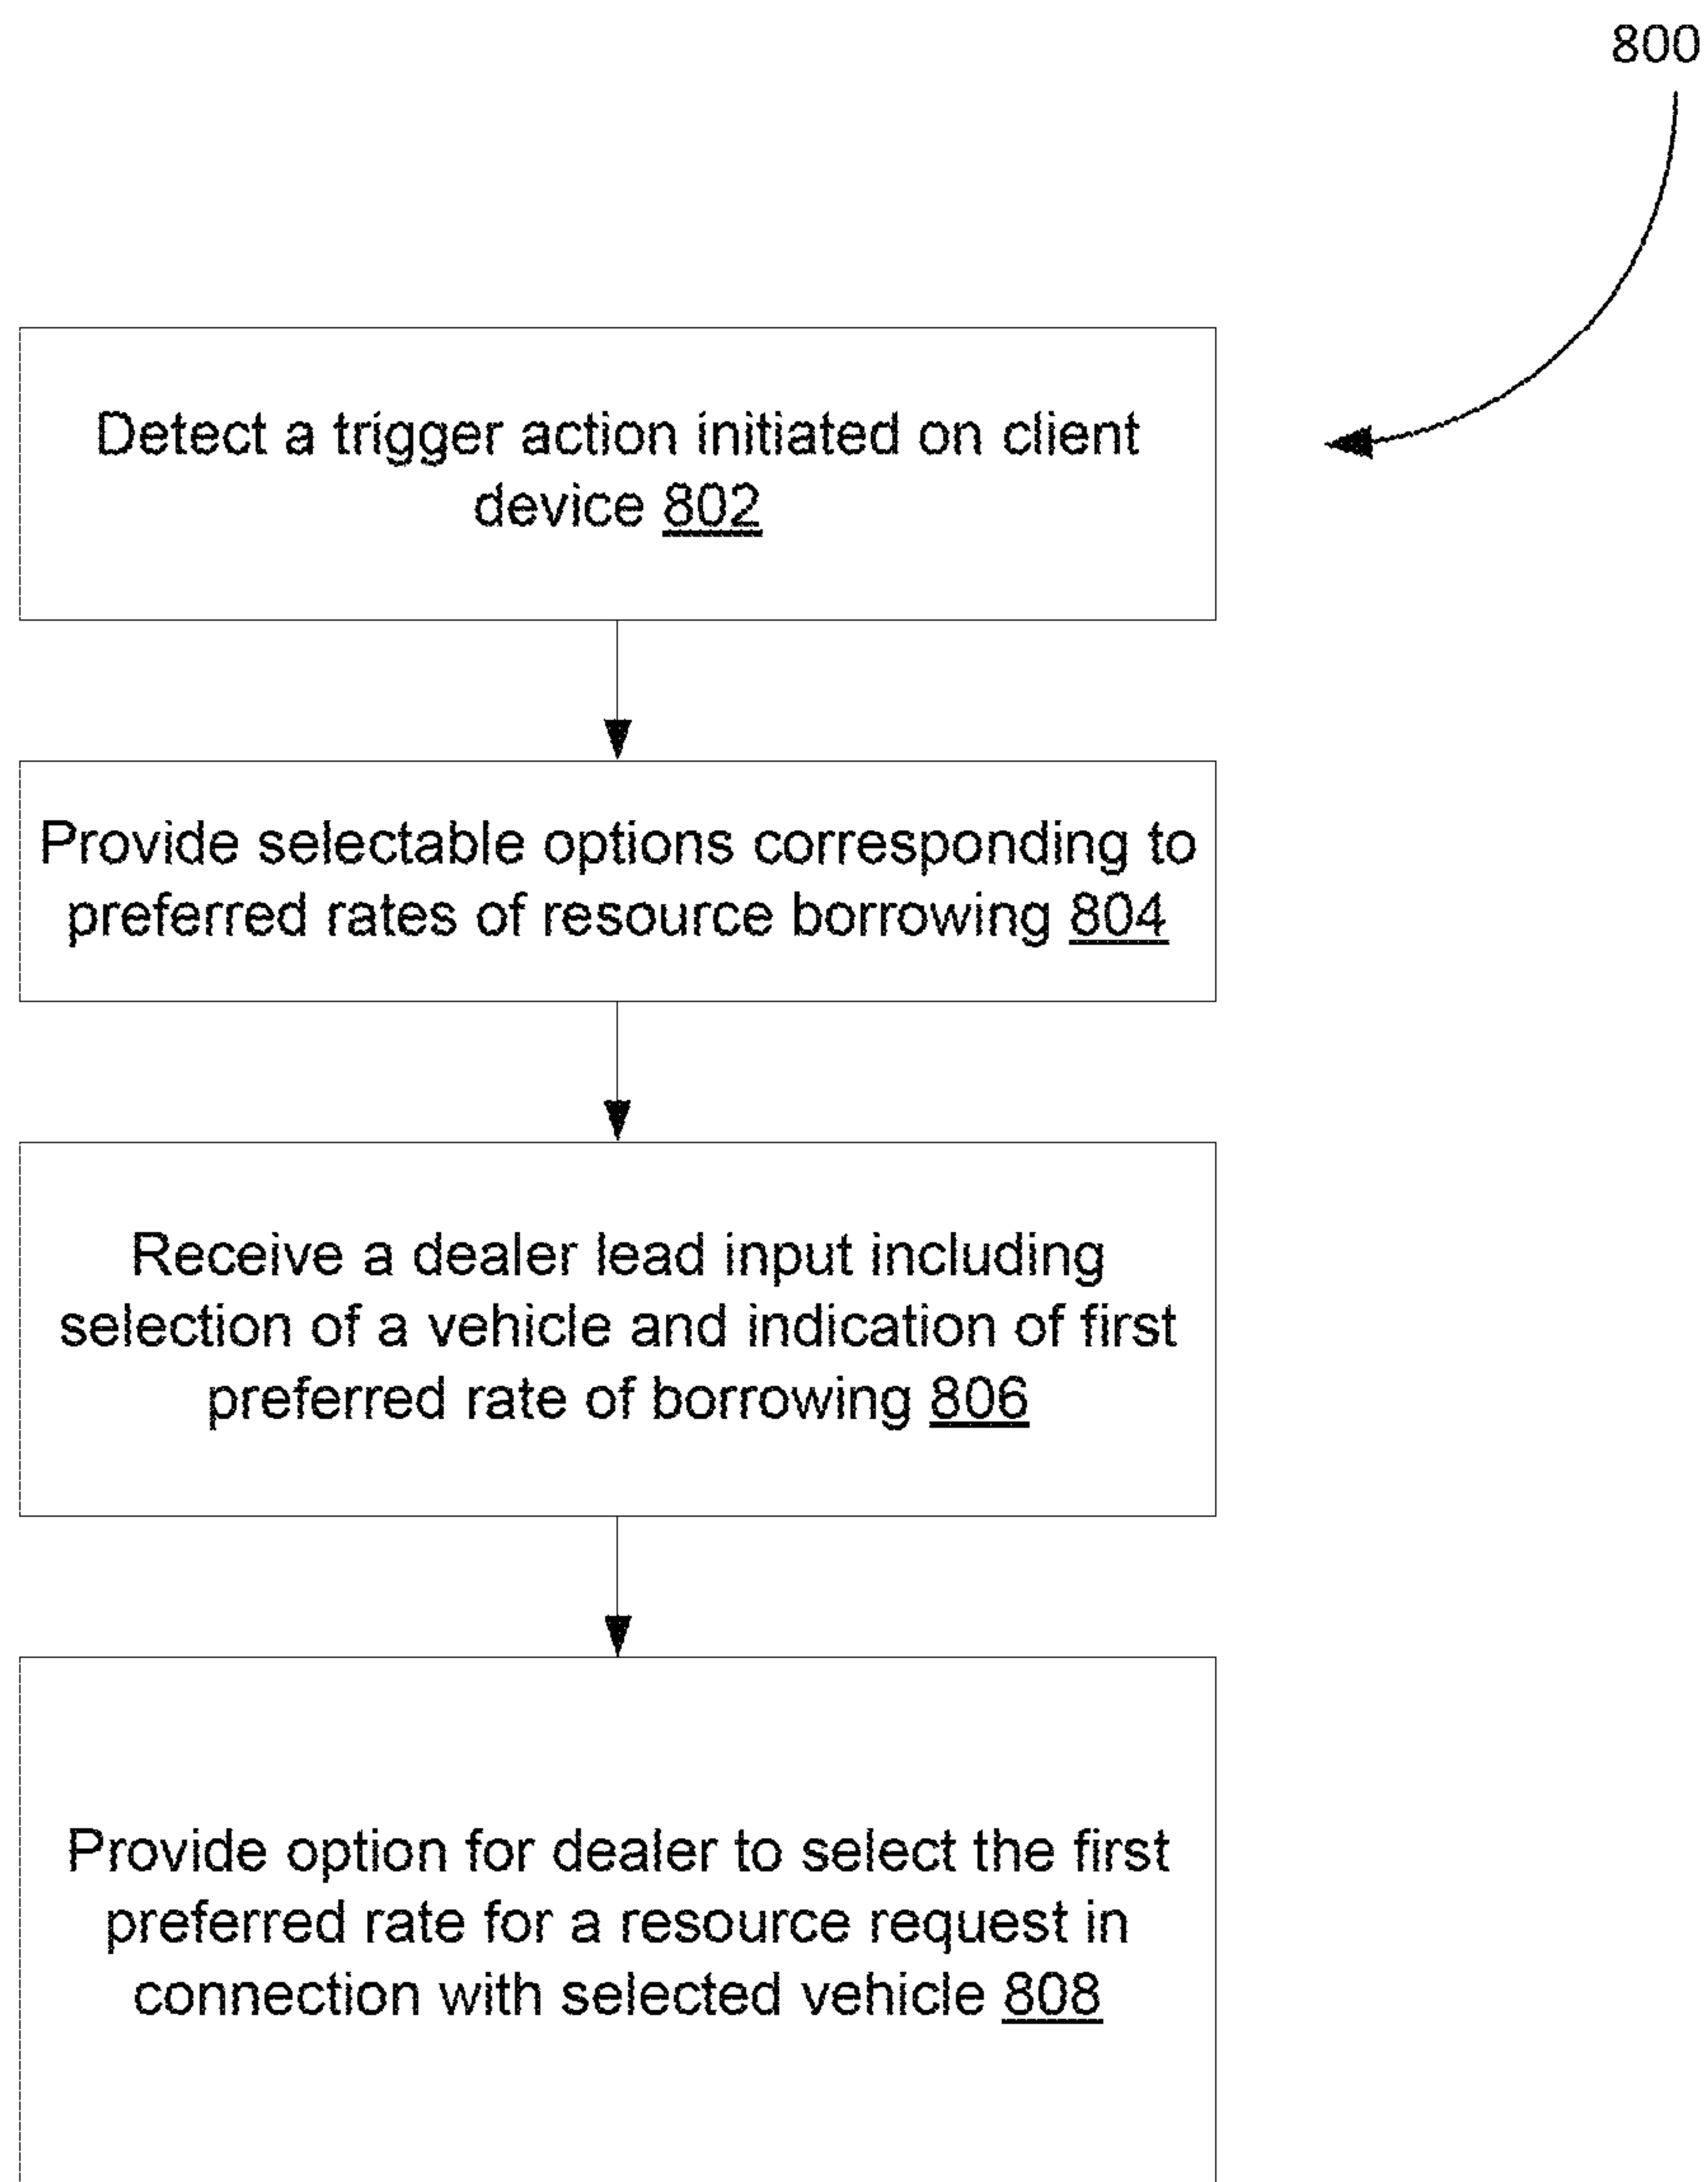 800
Detect a trigger action initiated on client
device 802
Provide selectable options corresponding to
preferred rates of resource borrowing 804
Receive a dealer lead input including
selection of a vehicle and indication of first
preferred rate of borrowing 806
Provide option for dealer to select the first
preferred rate for a resource request in
connection with selected vehicle 808